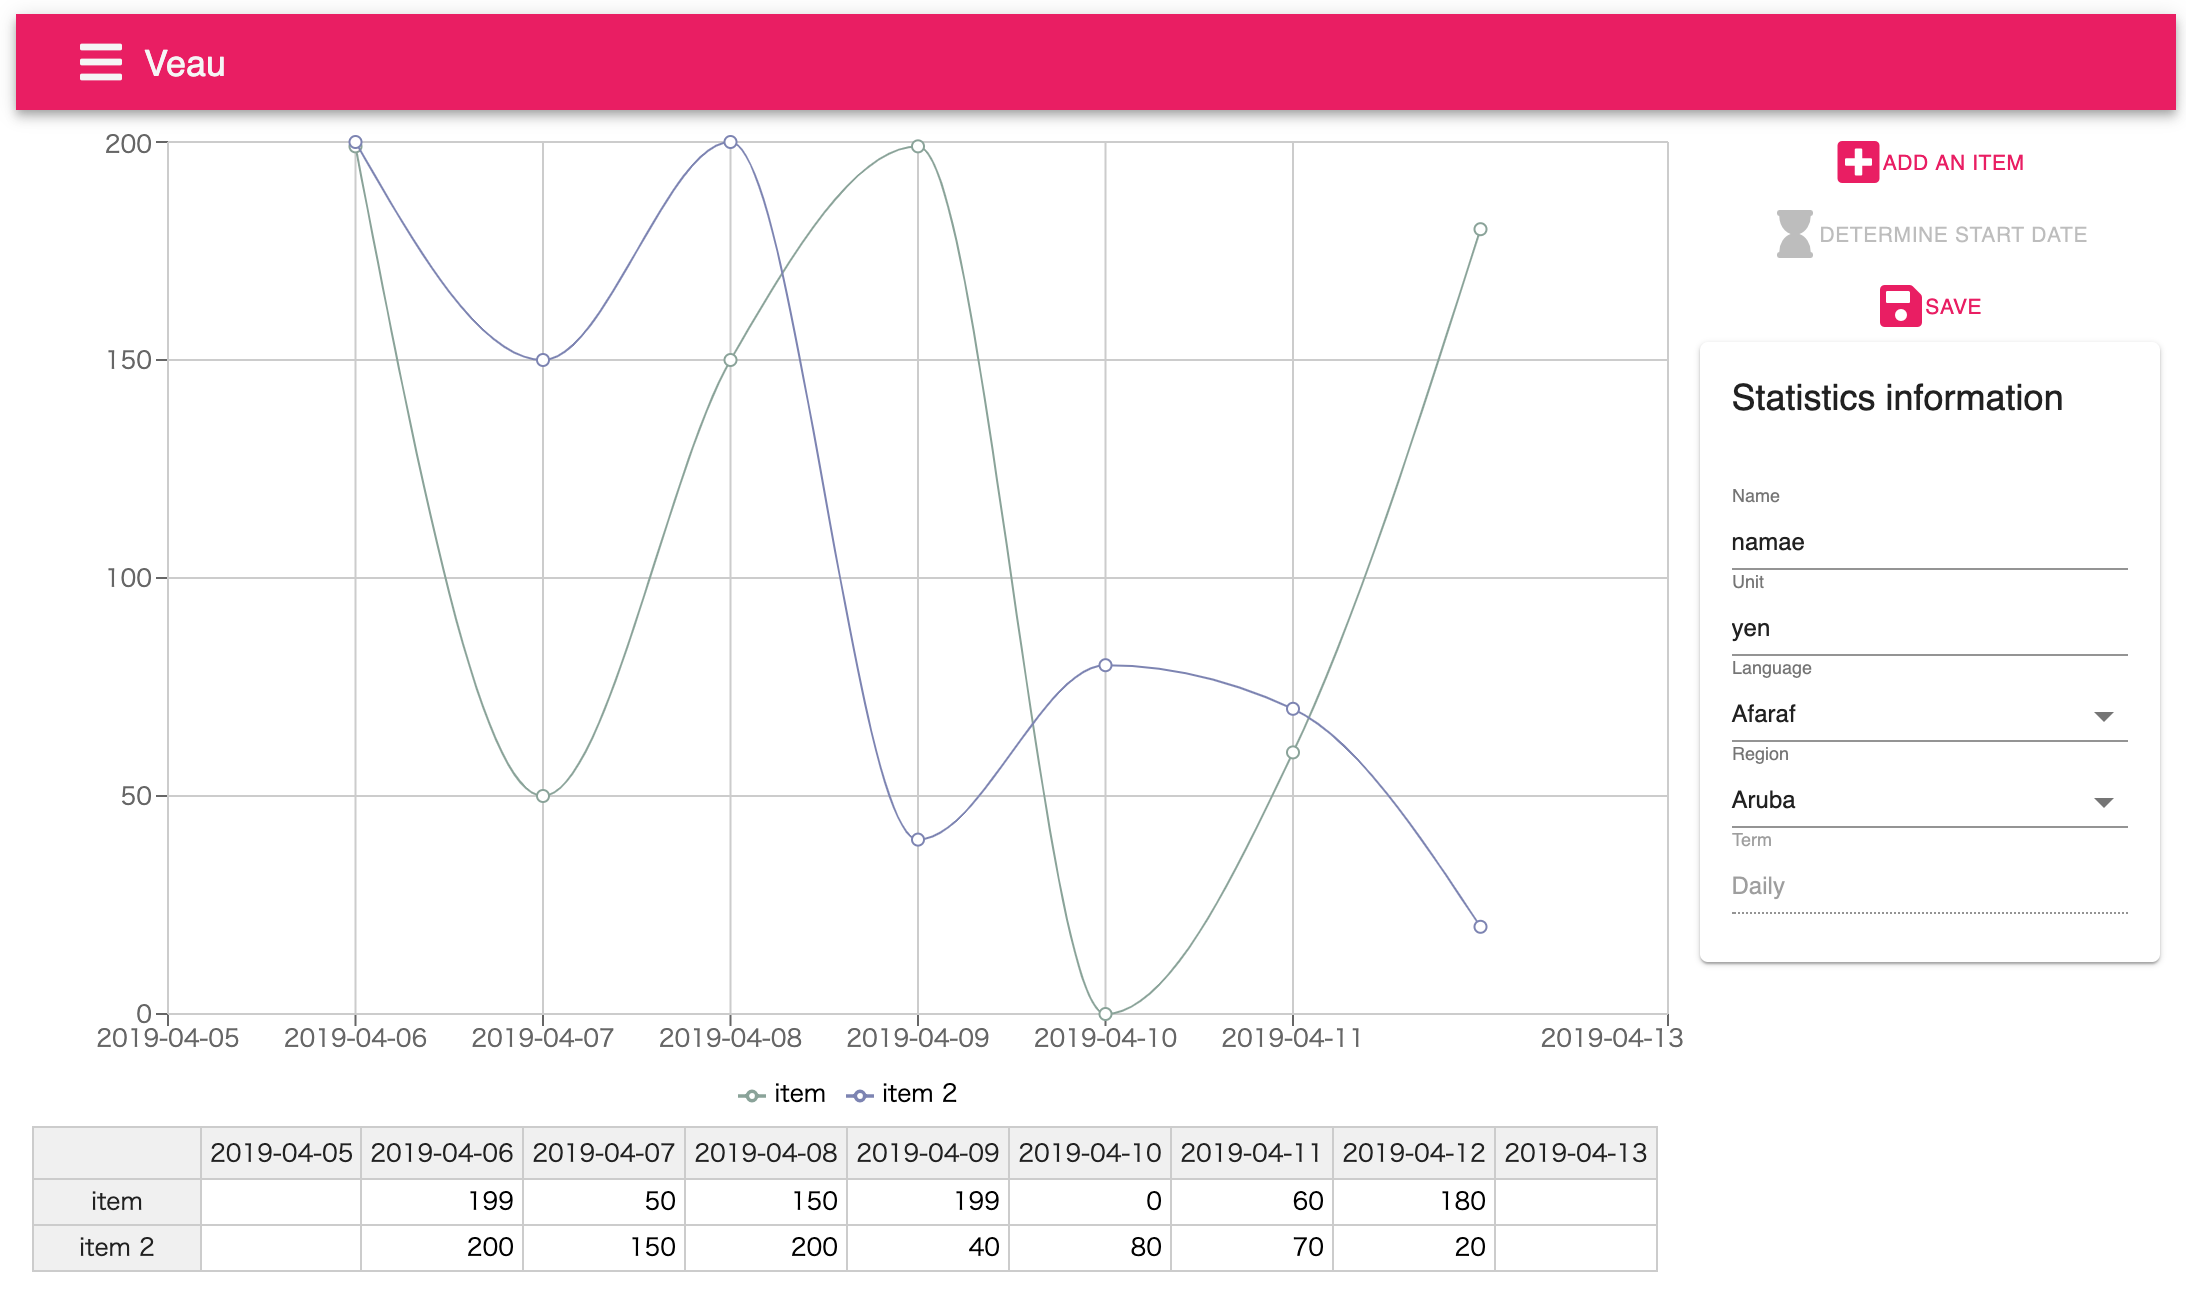 Veau
200
150
100
50
0
2019-04-05 2019-04-06 2019-04-07 2019-04-08 2019-04-09 2019-04-10 2019-04-11 2019-04-13
item item 2
ADD AN ITEM
DETERMINE START DATE
SAVE
Statistics information
Name
namae
Unit
yen
Language
Afaraf
Region
Aruba
Term
Daily
2019-04-05 2019-04-06 2019-04-07 2019-04-08 2019-04-09 2019-04-10 2019-04-11 2019-04-12 2019-04-13
item 199 50 150 199 0 60 180
item 2 200 150 200 40 80 70 20